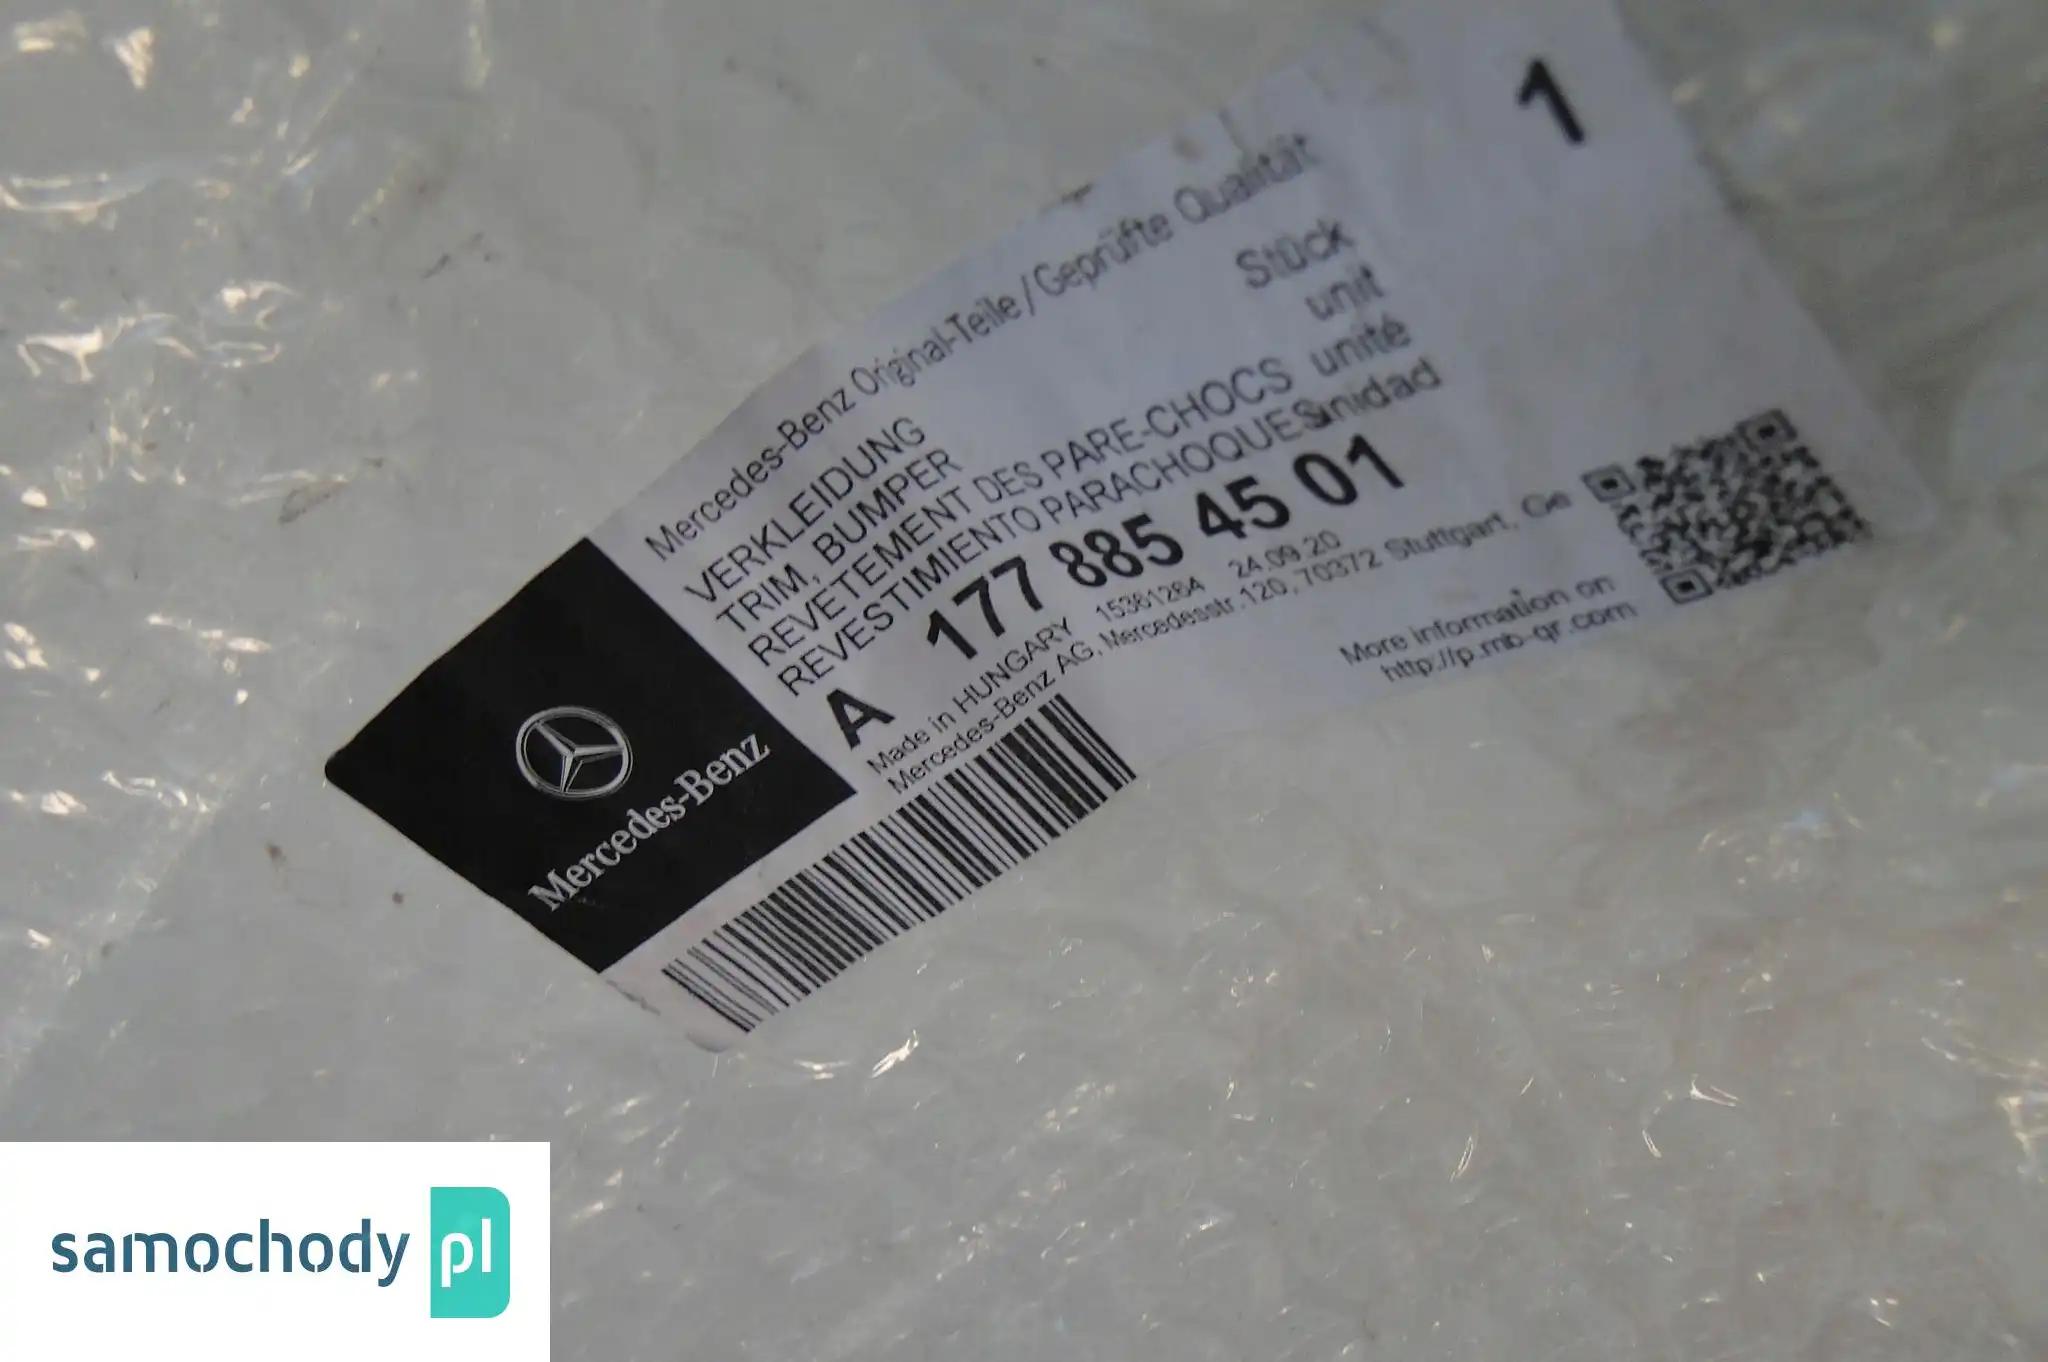 1
Mercedes-Benz Original-Teile / Geprüfte Qualität
Stück
VERKLEIDUNG
unit
TRIM, BUMPER
unité
REVETEMENT DES PARE-CHOCS
unidad
REVESTIMIENTO PARACHOQUES
A 177 885 45 01
Made in HUNGARY 15361264 24.09.20
Mercedes-Benz AG, Mercedesstr.120, 70372 Stuttgart, Ge
More information on
http://p.mb-qr.com
Mercedes-Benz
samochody pl